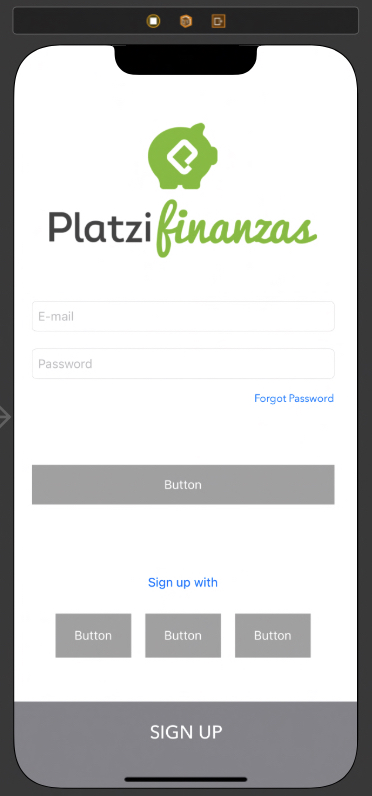 Platzi finanzas
E-mail
Password
Forgot Password
Button
Sign up with
Button Button Button
SIGN UP